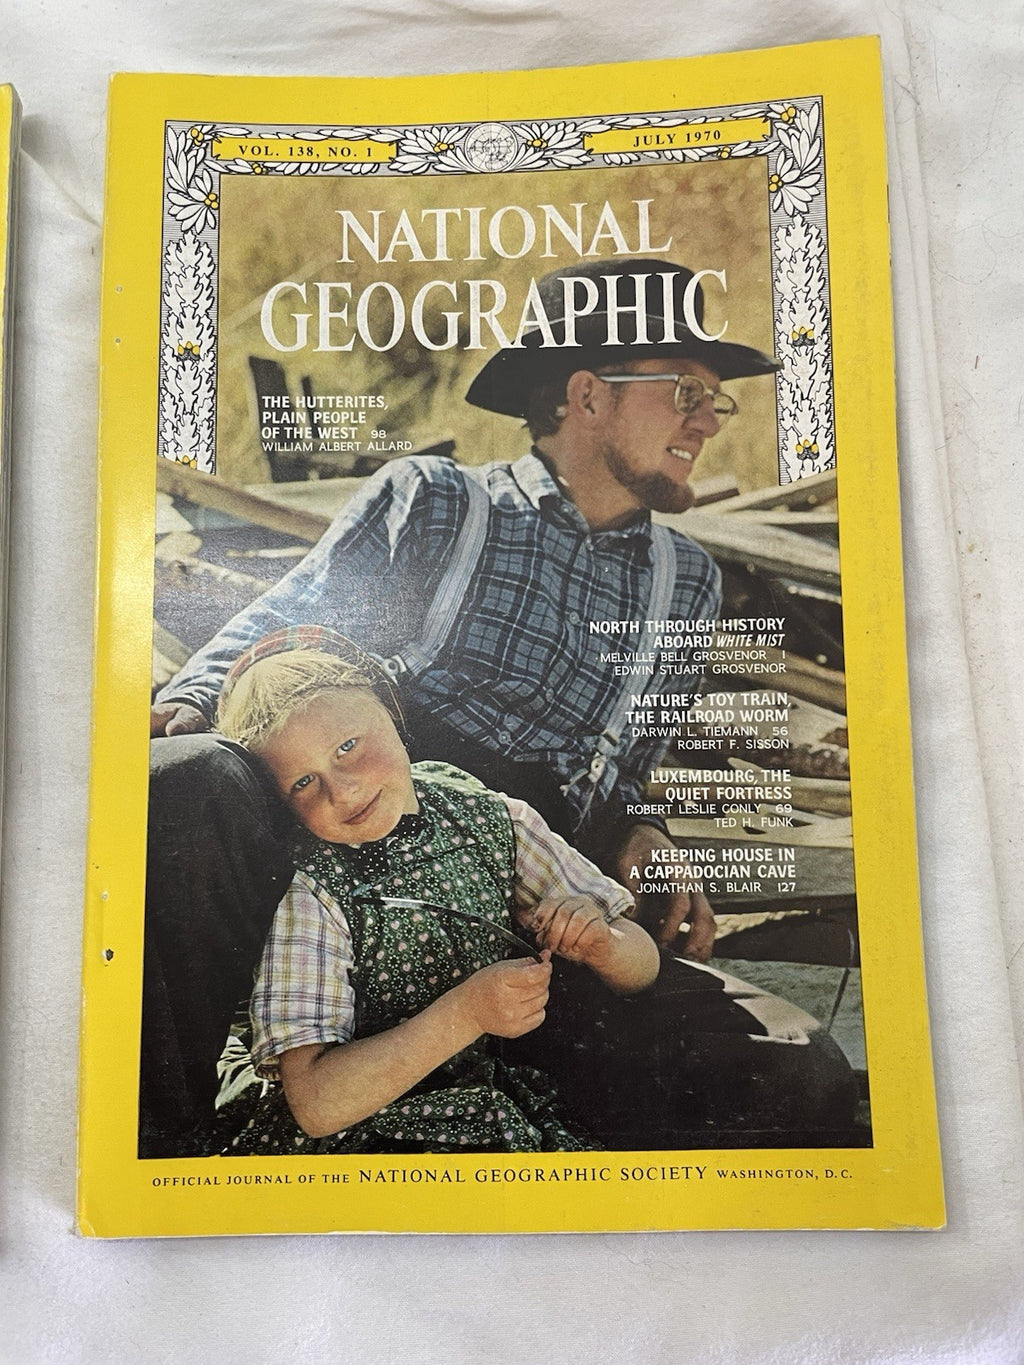 VOL. 138, NO. 1
JULY 1970
NATIONAL
GEOGRAPHIC
THE HUTTERITES,
PLAIN PEOPLE
OF THE WEST 98
WILLIAM ALBERT ALLARD
NORTH THROUGH HISTORY
ABOARD WHITE MIST
MELVILLE BELL GROSVENOR 1
EDWIN STUART GROSVENOR
NATURE'S TOY TRAIN,
THE RAILROAD WORM
DARWIN L. TIEMANN 56
ROBERT F. SISSON
LUXEMBOURG, THE
QUIET FORTRESS
ROBERT LESLIE CONLY 69
TED H. FUNK
KEEPING HOUSE IN
A CAPPADOCIAN CAVE
JONATHAN S. BLAIR 127
OFFICIAL JOURNAL OF THE NATIONAL GEOGRAPHIC SOCIETY WASHINGTON, D.C.